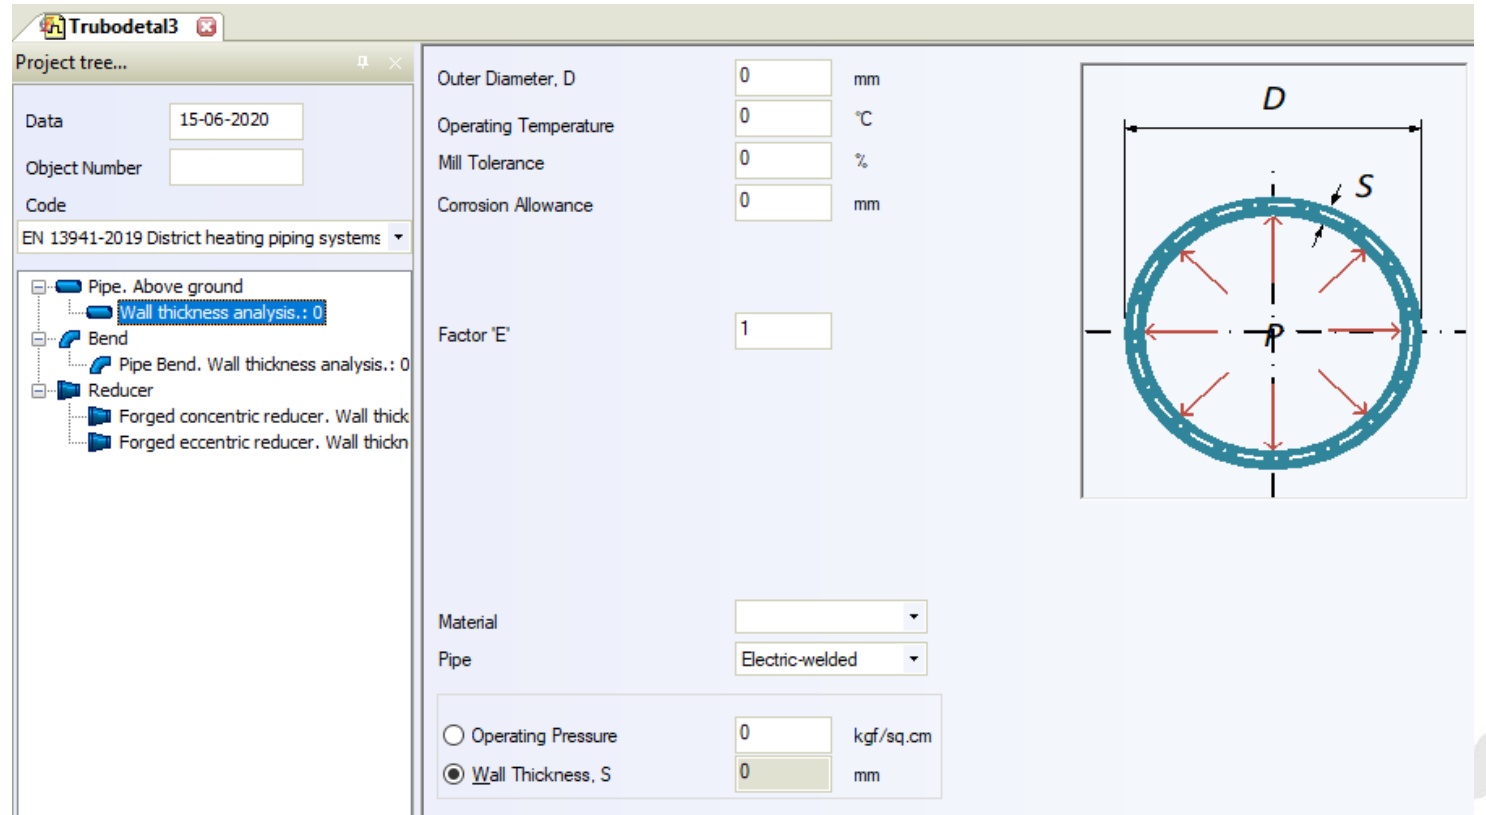 Trubodetal3
Project tree...
Data 15-06-2020
Object Number
Code
EN 13941-2019 District heating piping systems
Pipe. Above ground
Wall thickness analysis.: 0
Bend
Pipe Bend. Wall thickness analysis.: 0
Reducer
Forged concentric reducer. Wall thick
Forged eccentric reducer. Wall thickn
Outer Diameter, D 0 mm
Operating Temperature 0 °C
Mill Tolerance 0 %
Corrosion Allowance 0 mm
Factor 'E' 1
Material
Pipe Electric-welded
Operating Pressure 0 kgf/sq.cm
Wall Thickness, S 0 mm
D
S
P